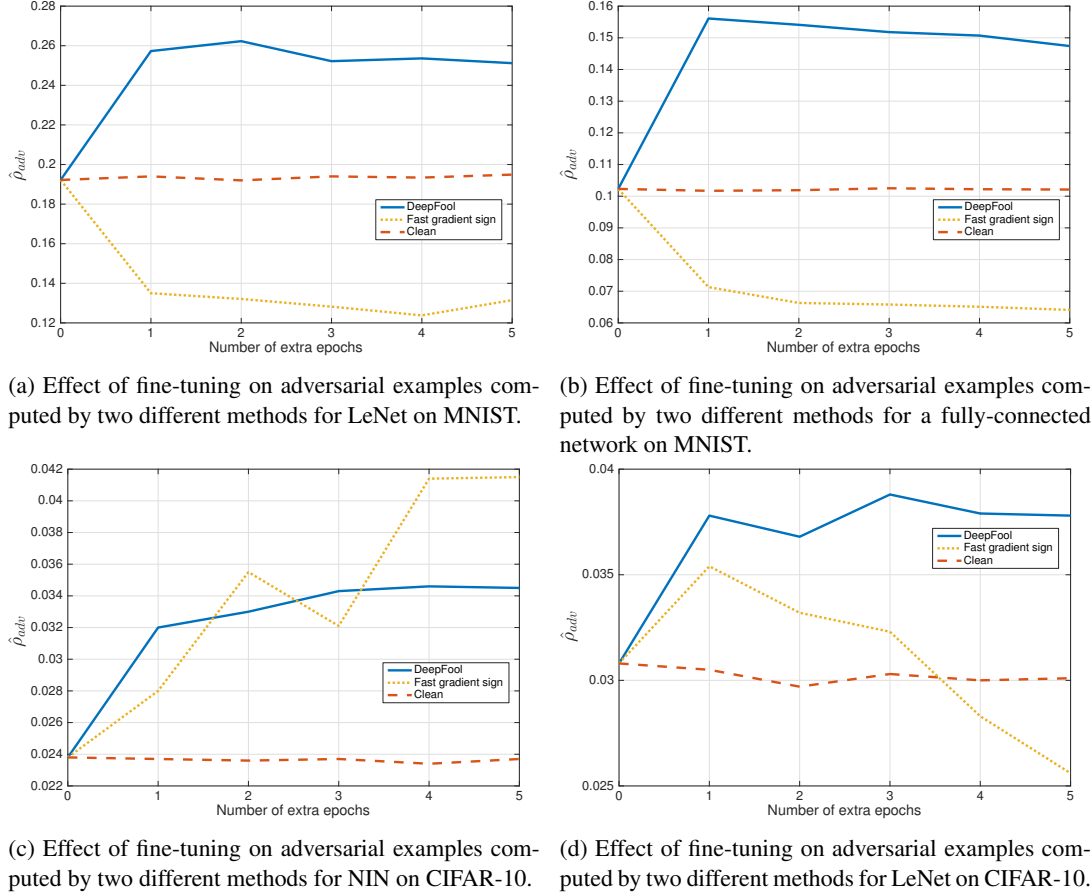 0.28
0.26
0.24
0.22
0.2
0.18
0.16
0.14
0.12
ρ̂adv
0 1 2 3 4 5
Number of extra epochs
DeepFool
Fast gradient sign
Clean
(a) Effect of fine-tuning on adversarial examples com-
puted by two different methods for LeNet on MNIST.
0.16
0.15
0.14
0.13
0.12
0.11
0.1
0.09
0.08
0.07
0.06
ρ̂adv
0 1 2 3 4 5
Number of extra epochs
DeepFool
Fast gradient sign
Clean
(b) Effect of fine-tuning on adversarial examples com-
puted by two different methods for a fully-connected
network on MNIST.
0.042
0.04
0.038
0.036
0.034
0.032
0.03
0.028
0.026
0.024
0.022
ρ̂adv
0 1 2 3 4 5
Number of extra epochs
DeepFool
Fast gradient sign
Clean
(c) Effect of fine-tuning on adversarial examples com-
puted by two different methods for NIN on CIFAR-10.
0.04
0.035
0.03
0.025
ρ̂adv
0 1 2 3 4 5
Number of extra epochs
DeepFool
Fast gradient sign
Clean
(d) Effect of fine-tuning on adversarial examples com-
puted by two different methods for LeNet on CIFAR-10.